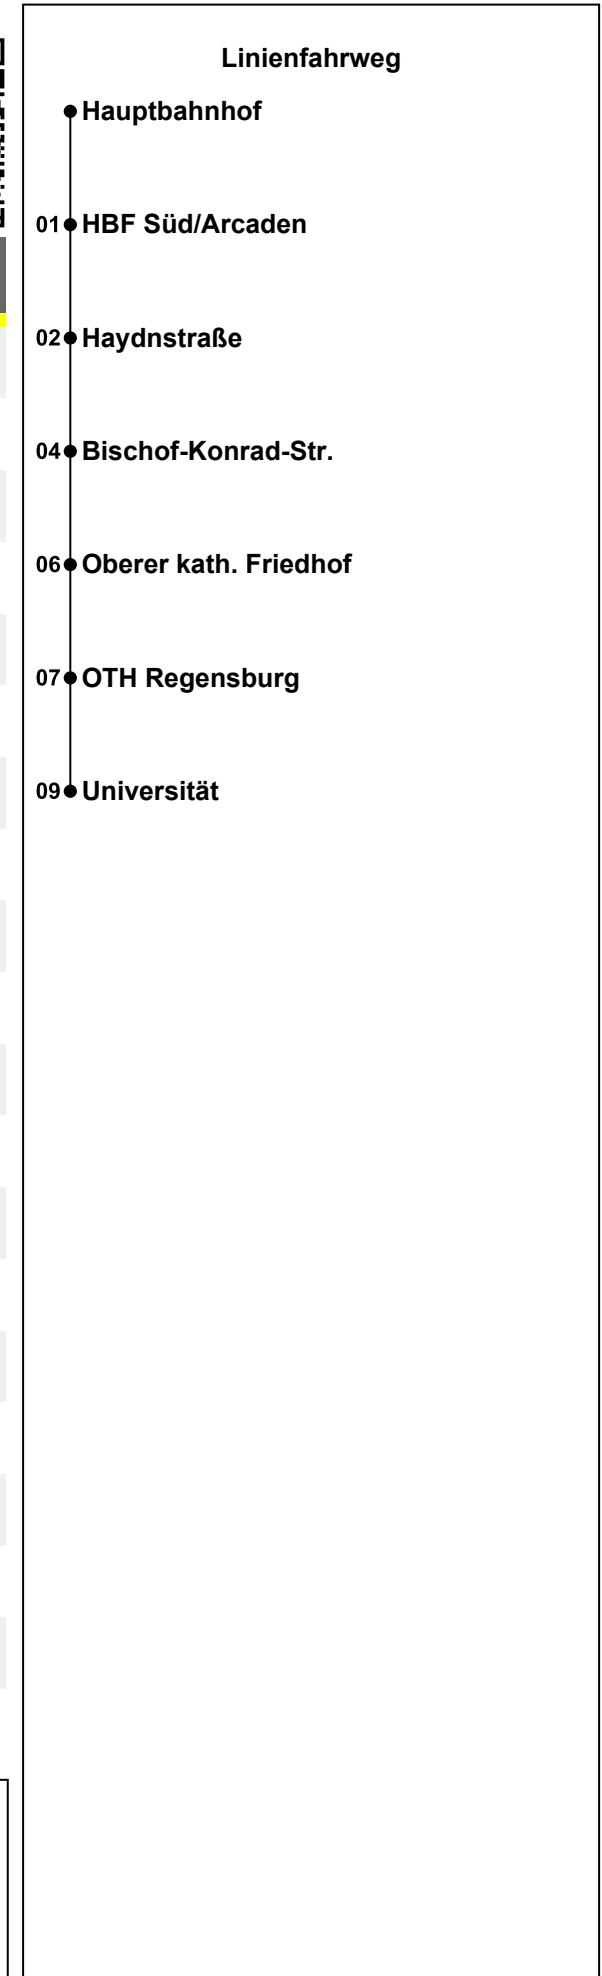 Linienfahrweg
Hauptbahnhof
01 HBF Süd/Arcaden
02 Haydnstraße
04 Bischof-Konrad-Str.
06 Oberer kath. Friedhof
07 OTH Regensburg
09 Universität